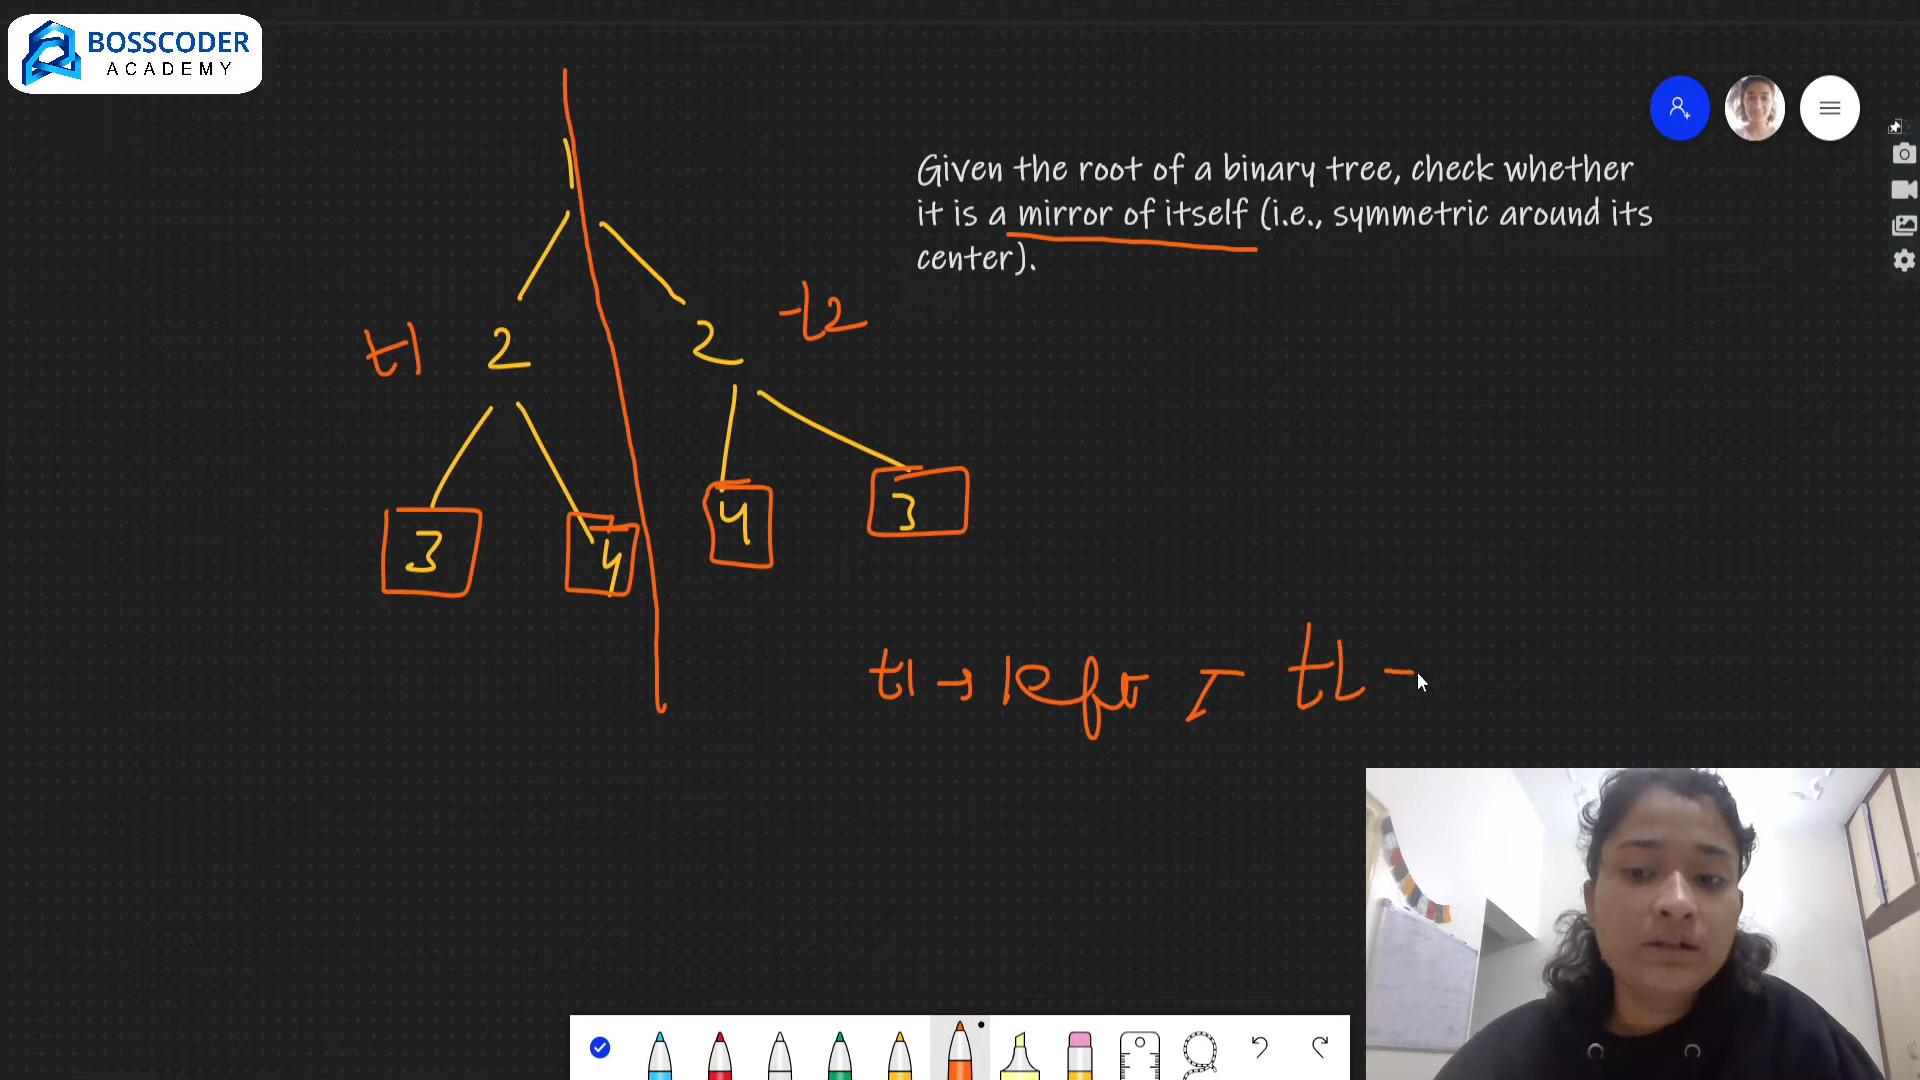 BOSSCODER
ACADEMY
Given the root of a binary tree, check whether
it is a mirror of itself (i.e., symmetric around its
center).
1
t1 2 2 t2
3 4 4 3
t1 → left